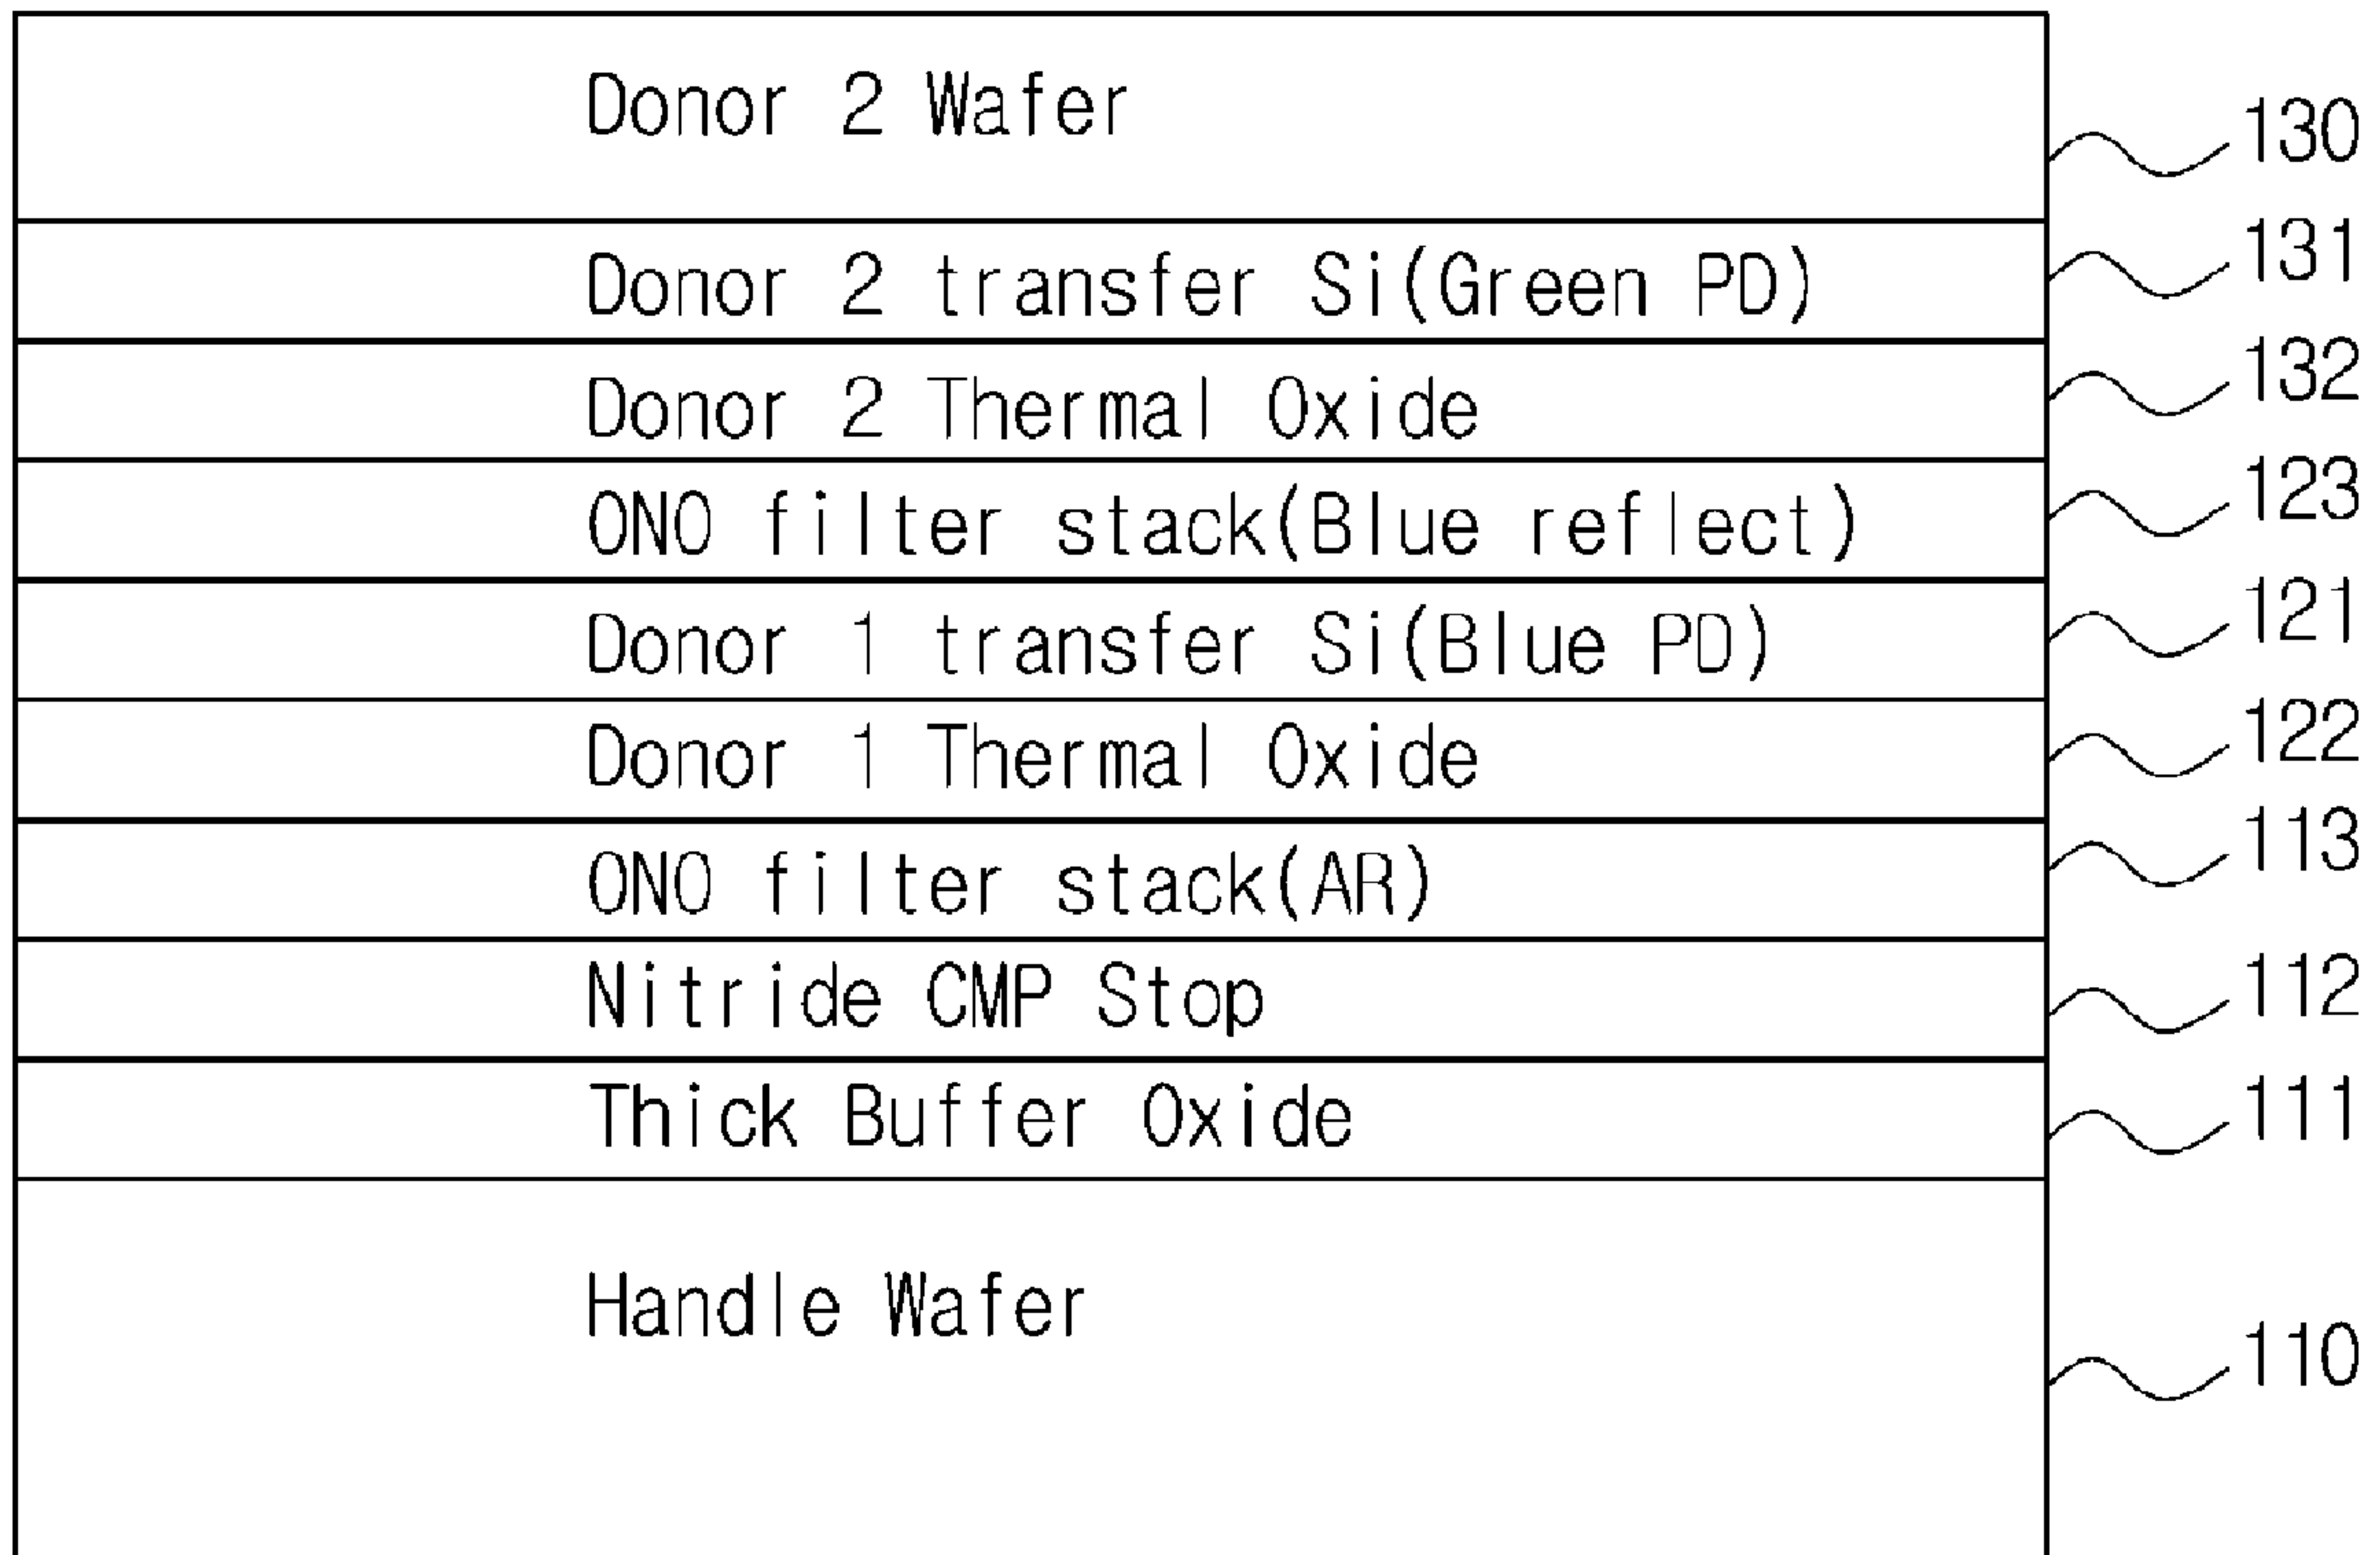 Donor 2 Wafer 130
Donor 2 transfer Si(Green PD) 131
Donor 2 Thermal Oxide 132
ONO filter stack(Blue reflect) 123
Donor 1 transfer Si(Blue PD) 121
Donor 1 Thermal Oxide 122
ONO filter stack(AR) 113
Nitride CMP Stop 112
Thick Buffer Oxide 111
Handle Wafer 110